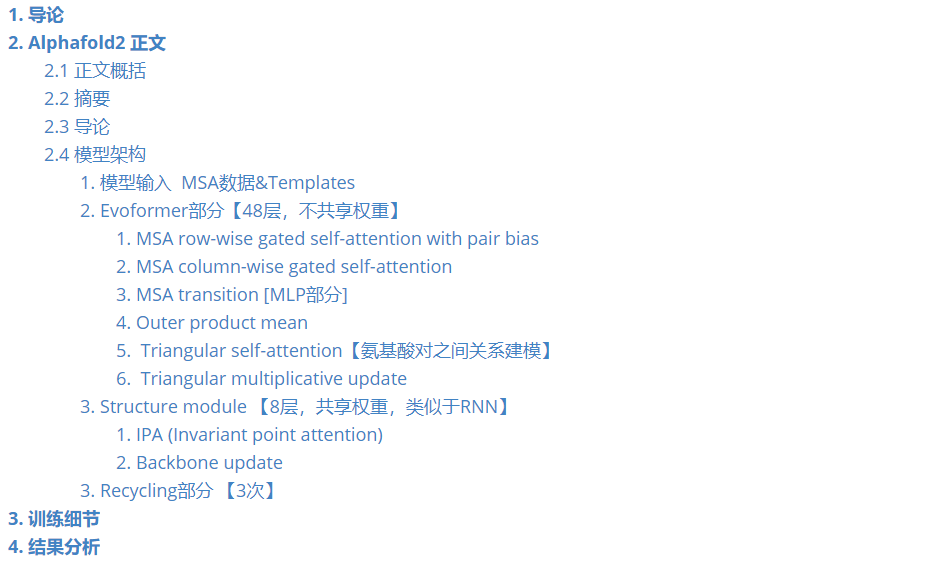 1. 导论
2. Alphafold2 正文
2.1 正文概括
2.2 摘要
2.3 导论
2.4 模型架构
1. 模型输入 MSA数据&Templates
2. Evoformer部分【48层，不共享权重】
1. MSA row-wise gated self-attention with pair bias
2. MSA column-wise gated self-attention
3. MSA transition [MLP部分]
4. Outer product mean
5. Triangular self-attention【氨基酸对之间关系建模】
6. Triangular multiplicative update
3. Structure module 【8层，共享权重，类似于RNN】
1. IPA (Invariant point attention)
2. Backbone update
3. Recycling部分 【3次】
3. 训练细节
4. 结果分析